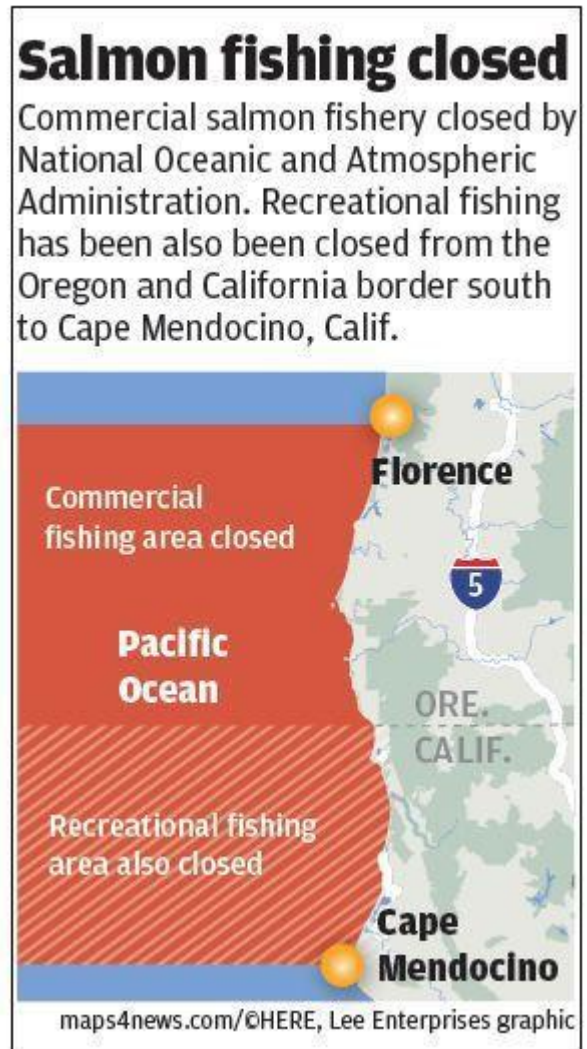 Salmon fishing closed
Commercial salmon fishery closed by
National Oceanic and Atmospheric
Administration. Recreational fishing
has been also been closed from the
Oregon and California border south
to Cape Mendocino, Calif.
Florence
Commercial
fishing area closed
5
Pacific
Ocean
ORE.
CALIF.
Recreational fishing
area also closed
Cape
Mendocino
maps4news.com/©HERE, Lee Enterprises graphic